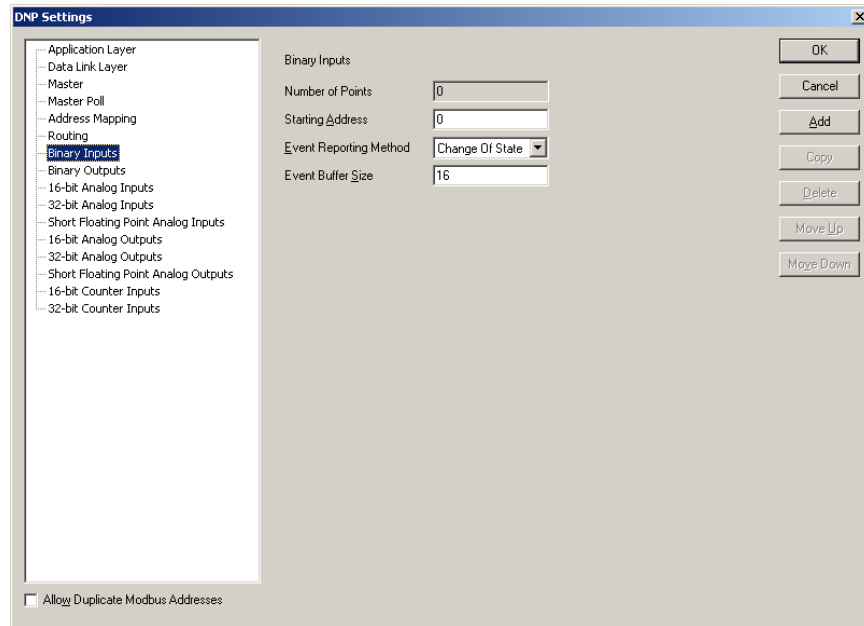 DNP Settings
Application Layer
Data Link Layer
Master
Master Poll
Address Mapping
Routing
Binary Inputs
Binary Outputs
16-bit Analog Inputs
32-bit Analog Inputs
Short Floating Point Analog Inputs
16-bit Analog Outputs
32-bit Analog Outputs
Short Floating Point Analog Outputs
16-bit Counter Inputs
32-bit Counter Inputs
Allow Duplicate Modbus Addresses
Binary Inputs
Number of Points 0
Starting Address 0
Event Reporting Method Change Of State
Event Buffer Size 16
OK
Cancel
Add
Copy
Delete
Move Up
Move Down